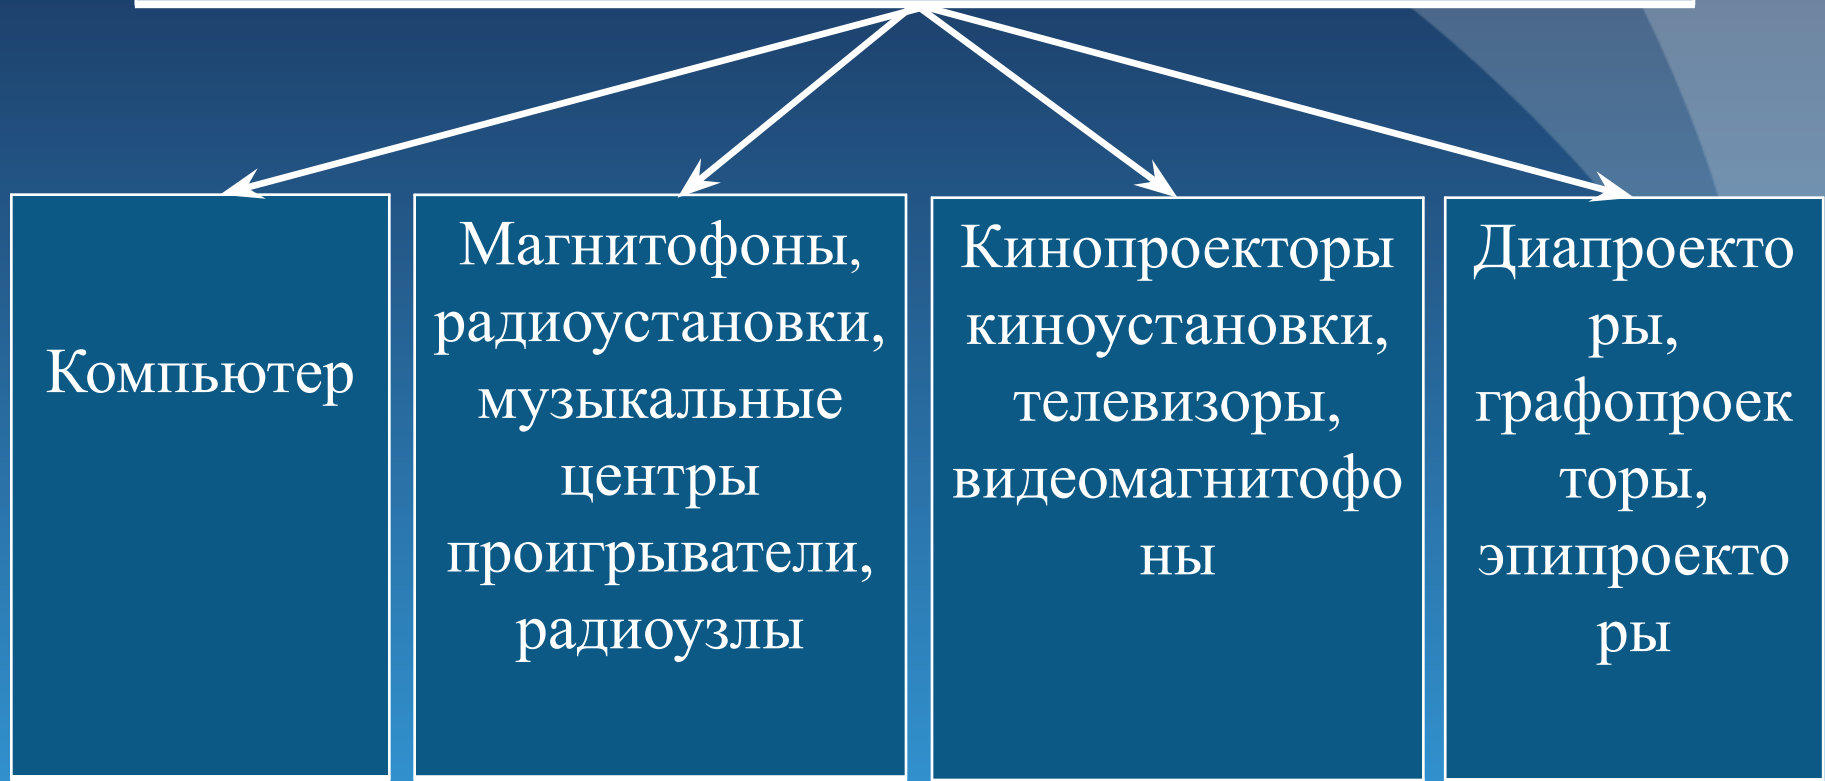 Компьютер
Магнитофоны,
радиоустановки,
музыкальные
центры
проигрыватели,
радиоузлы
Кинопроекторы
киноустановки,
телевизоры,
видеомагнитофо
ны
Диапроекто
ры,
графопроек
торы,
эпипроекто
ры